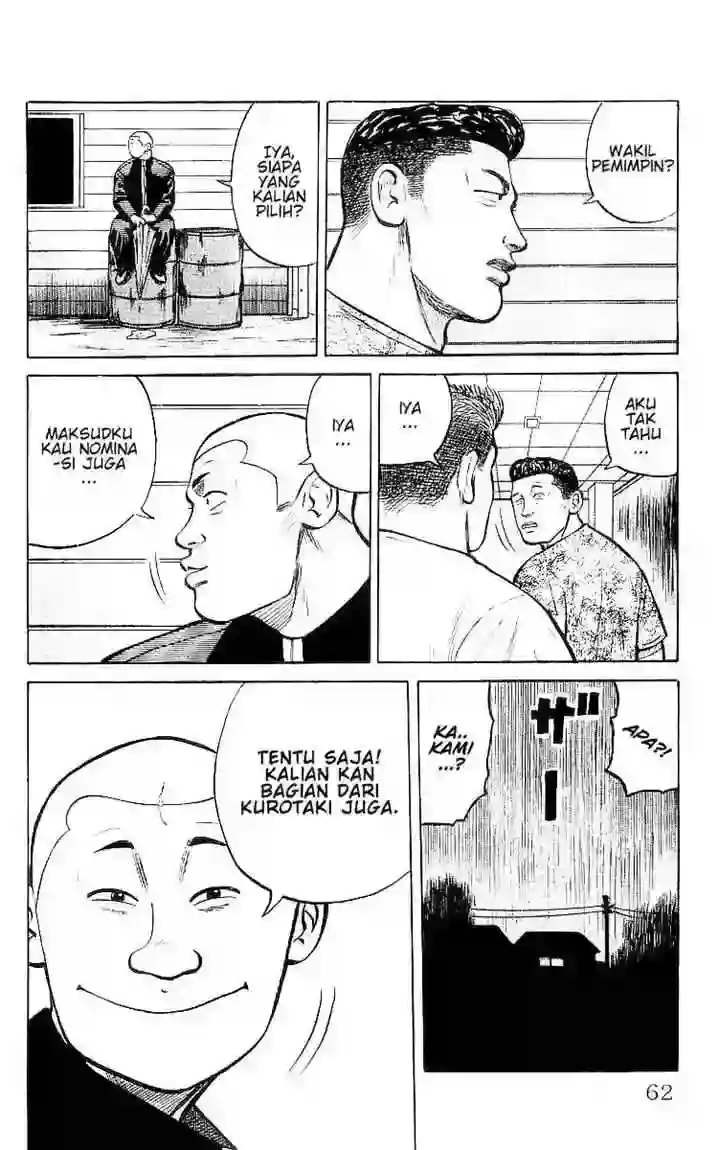 WAKIL
PEMIMPIN?
IYA,
SIAPA
YANG
KALIAN
PILIH?
AKU
TAK
TAHU
...
IYA
...
IYA
...
MAKSUDKU
KAU NOMINA
-SI JUGA
...
APA?!
KA..
KAMI
...?
ザー
TENTU SAJA!
KALIAN KAN
BAGIAN DARI
KUROTAKI JUGA.
62